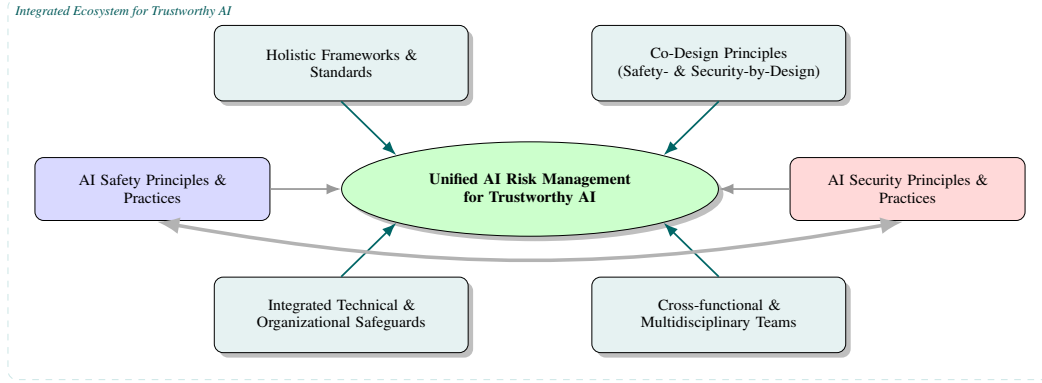 Integrated Ecosystem for Trustworthy AI
Holistic Frameworks &
Standards
Co-Design Principles
(Safety- & Security-by-Design)
AI Safety Principles &
Practices
Unified AI Risk Management
for Trustworthy AI
AI Security Principles &
Practices
Integrated Technical &
Organizational Safeguards
Cross-functional &
Multidisciplinary Teams